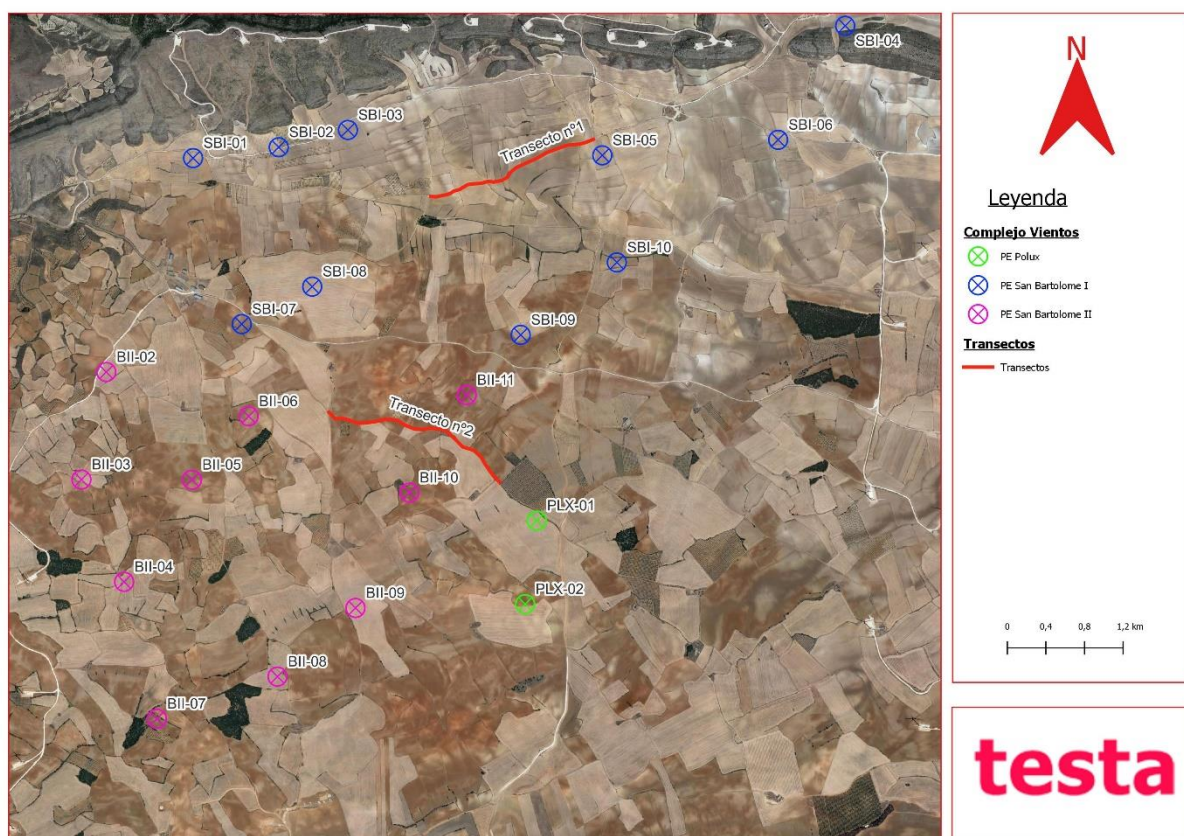 SBI-04
SBI-03
SBI-02
SBI-01
Transecto nº1
SBI-05
SBI-06
SBI-10
SBI-08
SBI-07
SBI-09
BII-02
BII-11
BII-06
Transecto nº2
BII-03
BII-05
BII-10
PLX-01
BII-04
PLX-02
BII-09
BII-08
BII-07
N
Leyenda
Complejo Vientos
PE Polux
PE San Bartolome I
PE San Bartolome II
Transectos
Transectos
0 0,4 0,8 1,2 km
testa